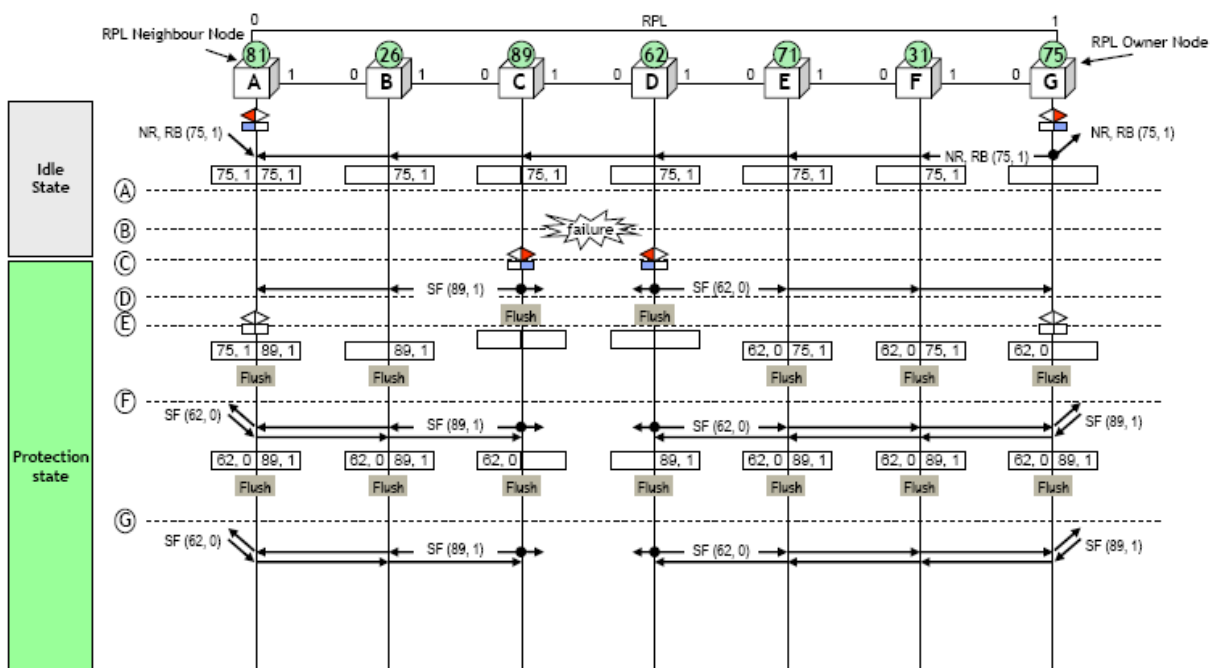 0 RPL 1
RPL Neighbour Node
RPL Owner Node
81 26 89 62 71 31 75
A 1 0 B 1 0 C 1 0 D 1 0 E 1 0 F 1 0 G
Idle State
NR, RB (75, 1)
NR, RB (75, 1)
NR, RB (75, 1)
75, 1 75, 1 75, 1 75, 1 75, 1 75, 1 75, 1
A
B
failure
C
SF (89, 1) SF (62, 0)
D
Flush Flush
E
75, 1 89, 1 89, 1 62, 0 75, 1 62, 0 75, 1 62, 0
Flush Flush Flush Flush Flush
F
Protection state
SF (62, 0) SF (89, 1) SF (62, 0) SF (89, 1)
62, 0 89, 1 62, 0 89, 1 62, 0 89, 1 62, 0 89, 1 62, 0 89, 1 62, 0 89, 1
Flush Flush Flush Flush Flush Flush Flush
G
SF (62, 0) SF (89, 1) SF (62, 0) SF (89, 1)